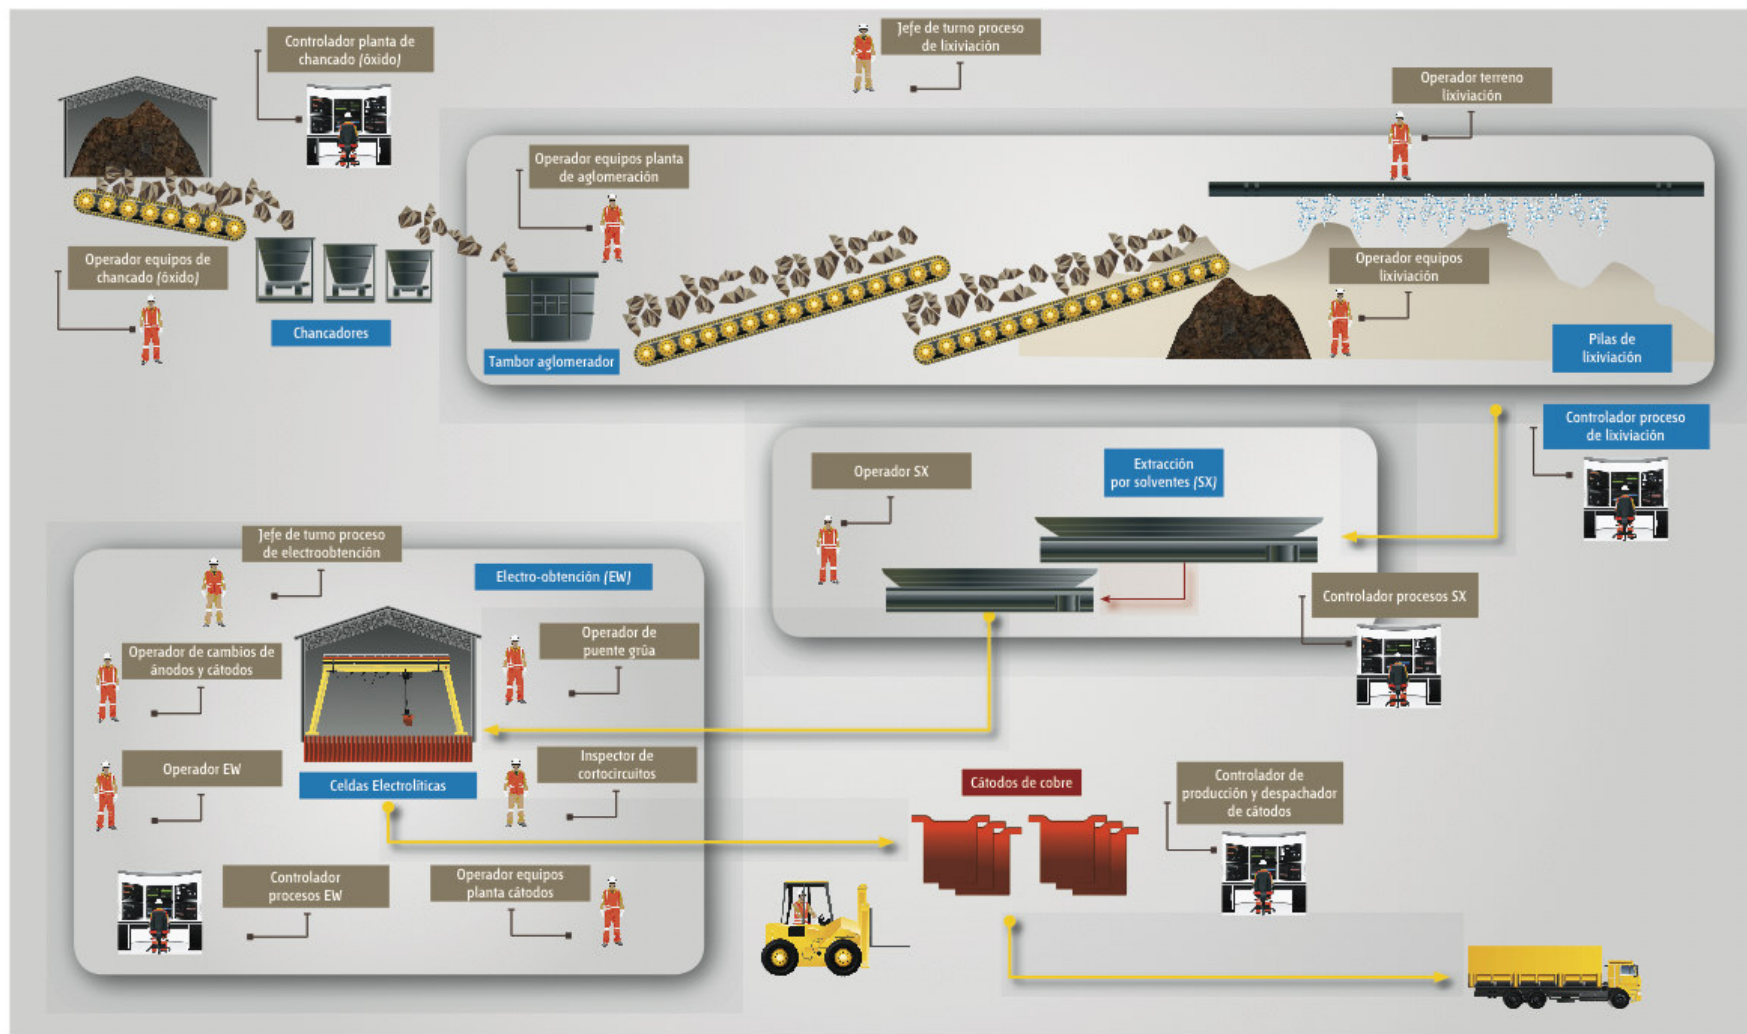 Controlador planta de
chancado (óxido)
Jefe de turno proceso
de lixiviación
Operador terreno
lixiviación
Operador equipos planta
de aglomeración
Operador equipos de
chancado (óxido)
Operador equipos
lixiviación
Chancadores
Tambor aglomerador
Pilas de
lixiviación
Controlador proceso
de lixiviación
Operador SX
Extracción
por solventes (SX)
Controlador procesos SX
Jefe de turno proceso
de electroobtención
Electro-obtención (EW)
Operador de cambios de
ánodos y cátodos
Operador de
puente grúa
Operador EW
Celdas Electrolíticas
Inspector de
cortocircuitos
Cátodos de cobre
Controlador de
producción y despachador
de cátodos
Controlador
procesos EW
Operador equipos
planta cátodos